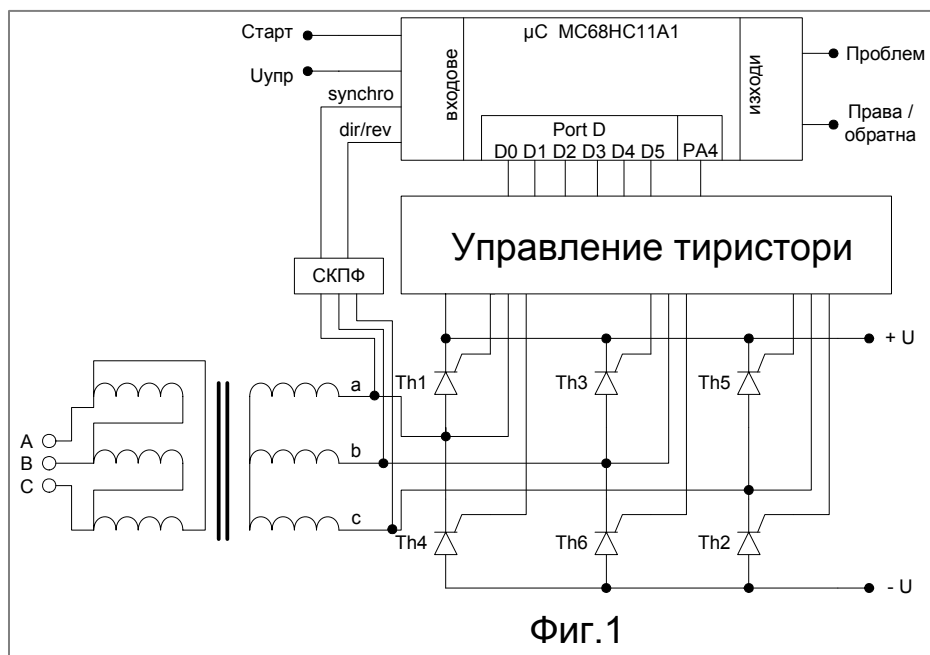 Старт
Uупр
synchro
dir/rev
входове
µC MC68HC11A1
Port D
D0 D1 D2 D3 D4 D5 PA4
изходи
Проблем
Права /
обратна
Управление тиристори
СКПФ
+ U
Th1
Th3
Th5
a
b
c
A
B
C
Th4
Th6
Th2
- U
Фиг.1